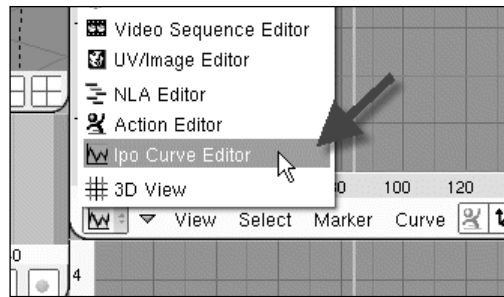 Video Sequence Editor
UV/Image Editor
NLA Editor
Action Editor
Ipo Curve Editor
3D View
100 120
View Select Marker Curve
4